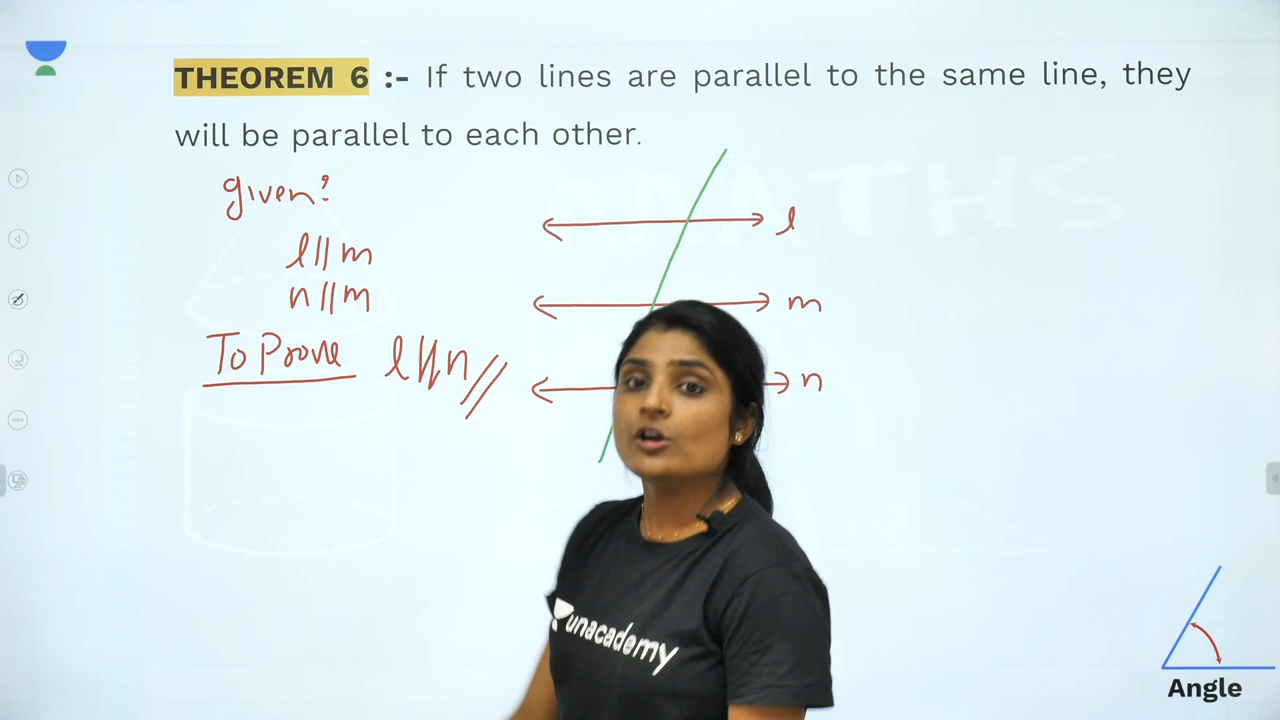 THEOREM 6 :- If two lines are parallel to the same line, they
will be parallel to each other.
given:
l || m
n || m
To Prove l || n //
l
m
n
MATHS
unacademy
Angle